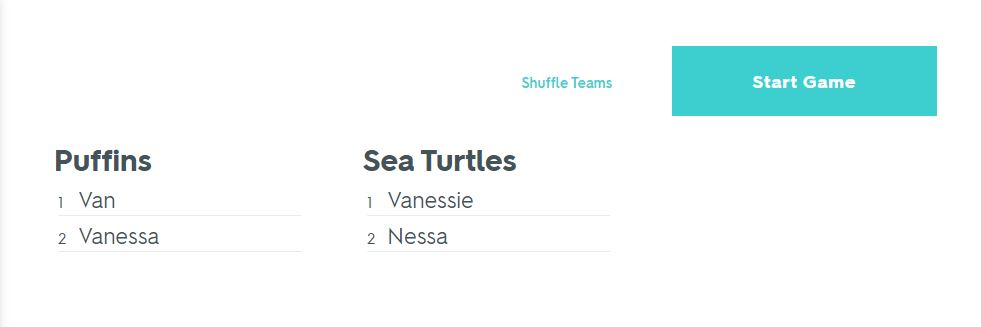 Shuffle Teams
Start Game
Puffins
1 Van
2 Vanessa
Sea Turtles
1 Vanessie
2 Nessa